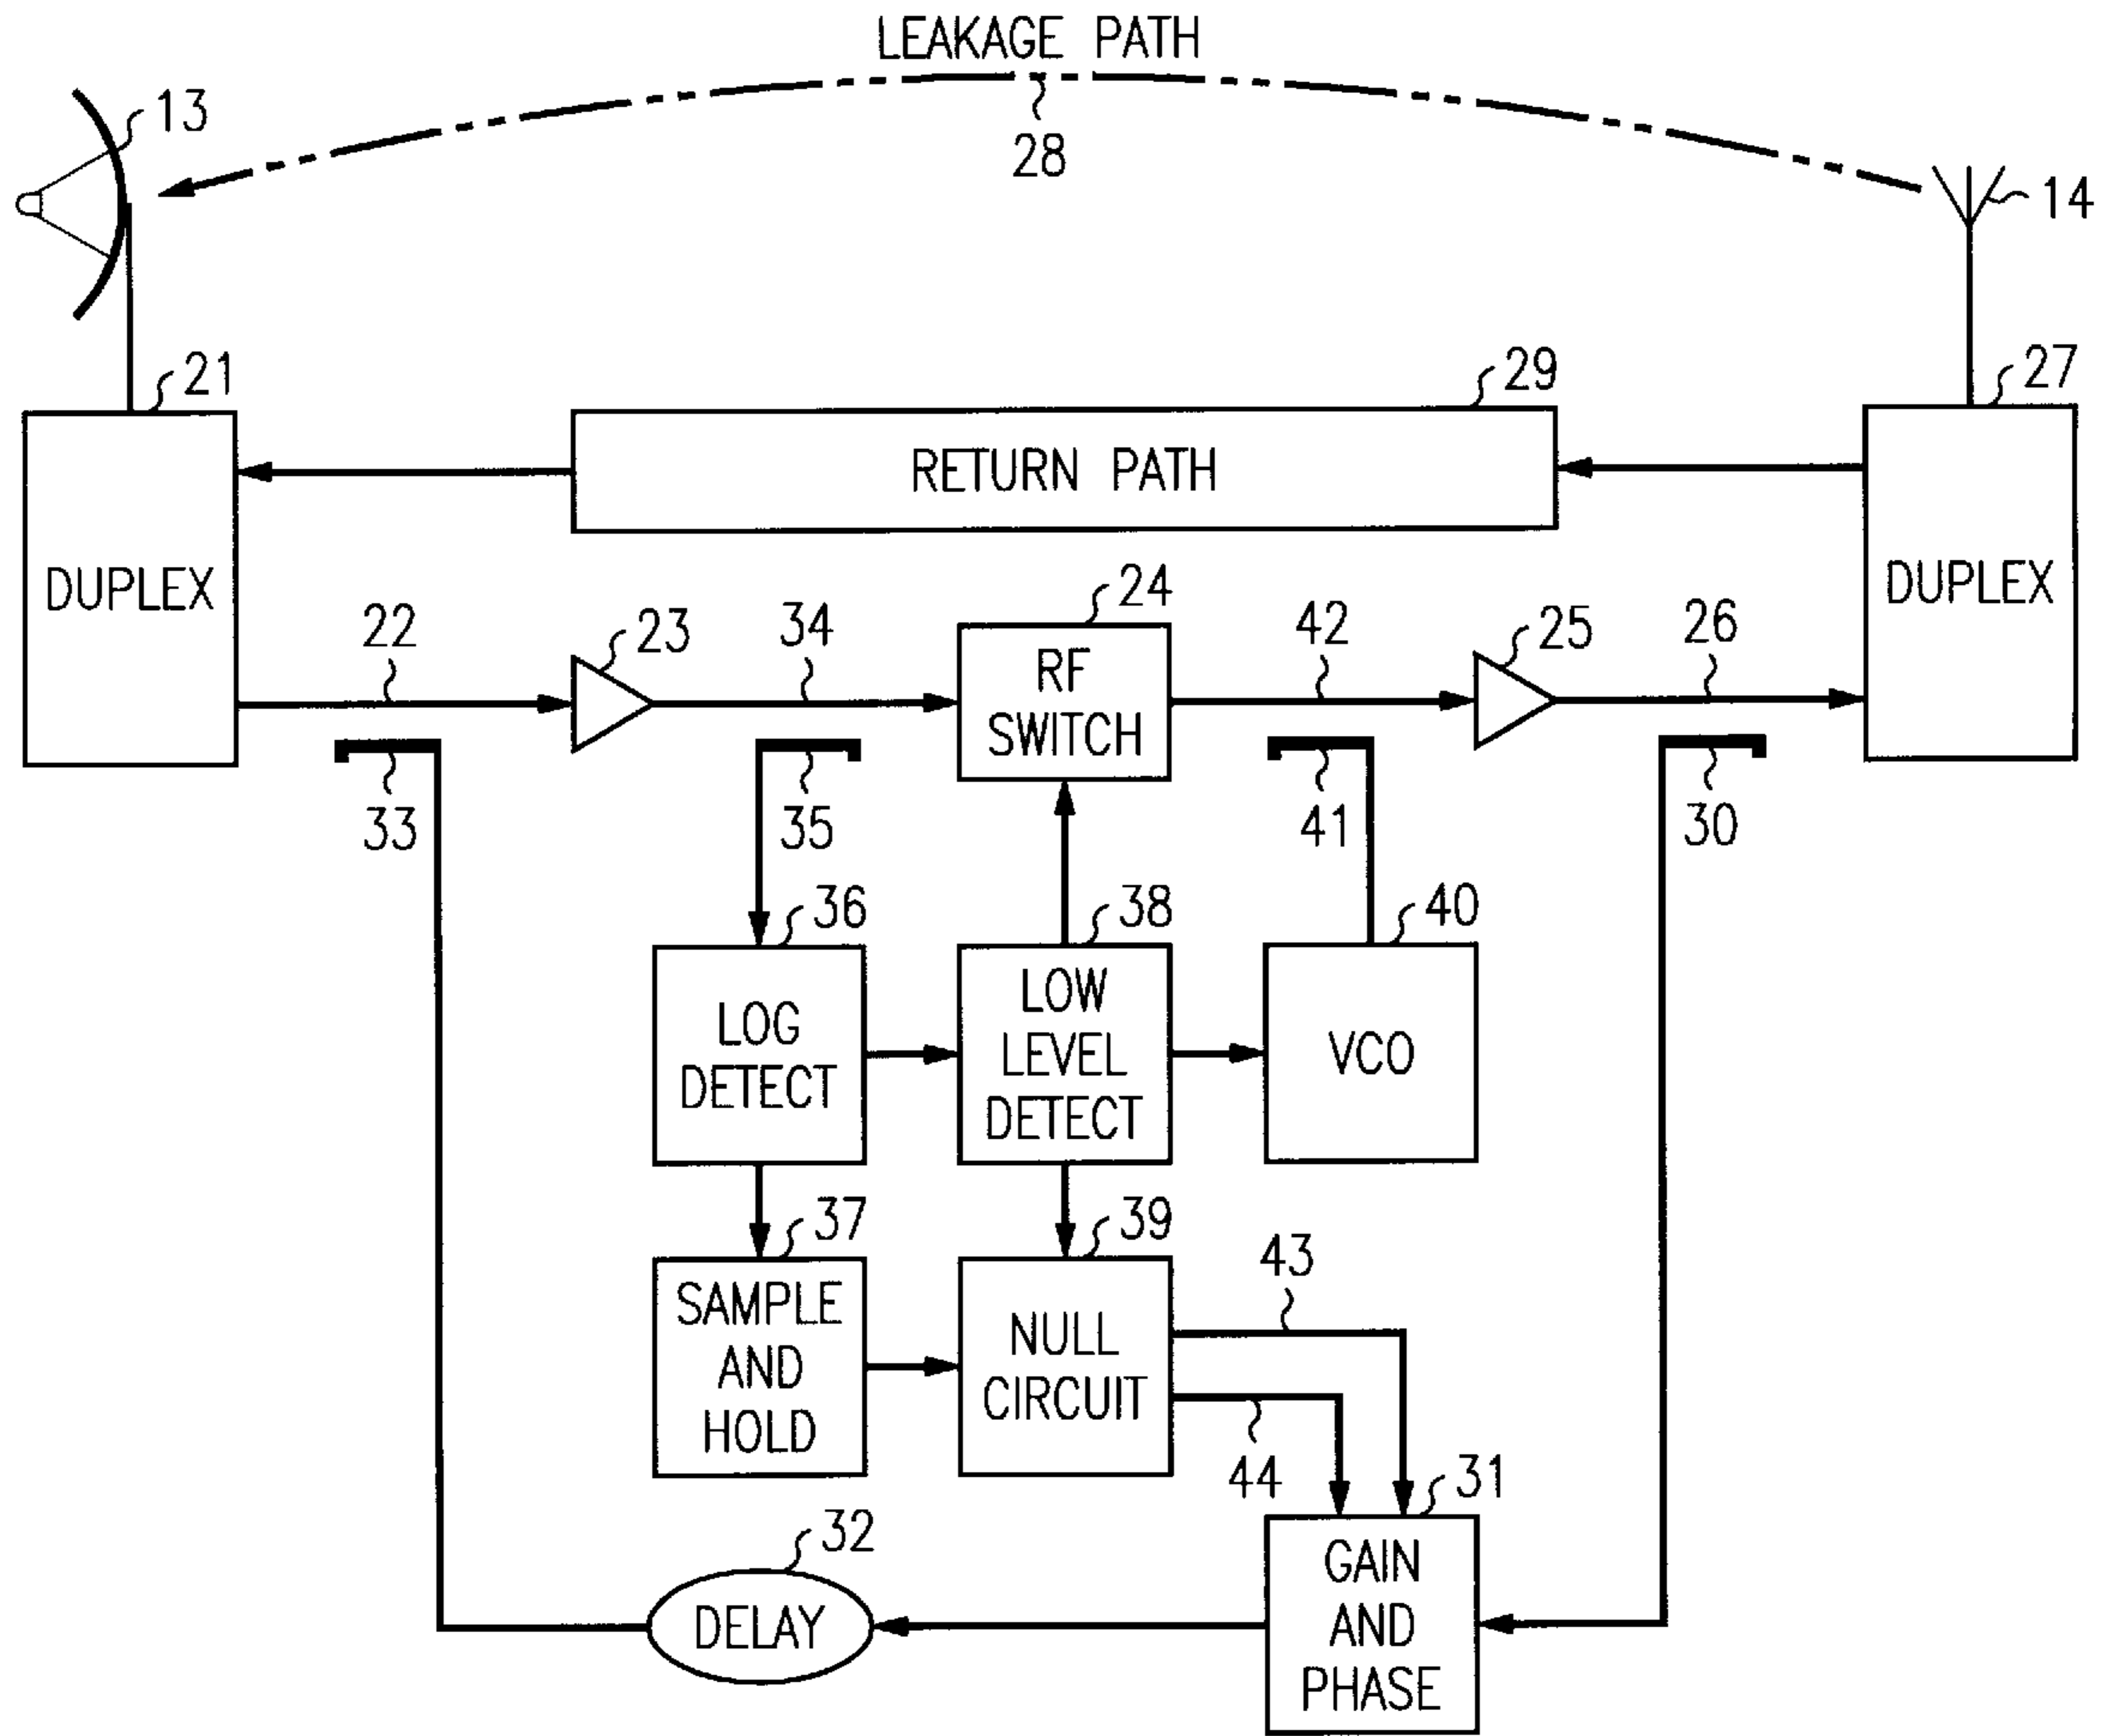 LEAKAGE PATH
13
28
14
21
29
27
RETURN PATH
DUPLEX
DUPLEX
22
23
34
24
42
25
26
RF
SWITCH
33
35
41
30
36
38
40
LOG
DETECT
LOW
LEVEL
DETECT
VCO
37
39
43
SAMPLE
AND
HOLD
NULL
CIRCUIT
44
31
32
DELAY
GAIN
AND
PHASE